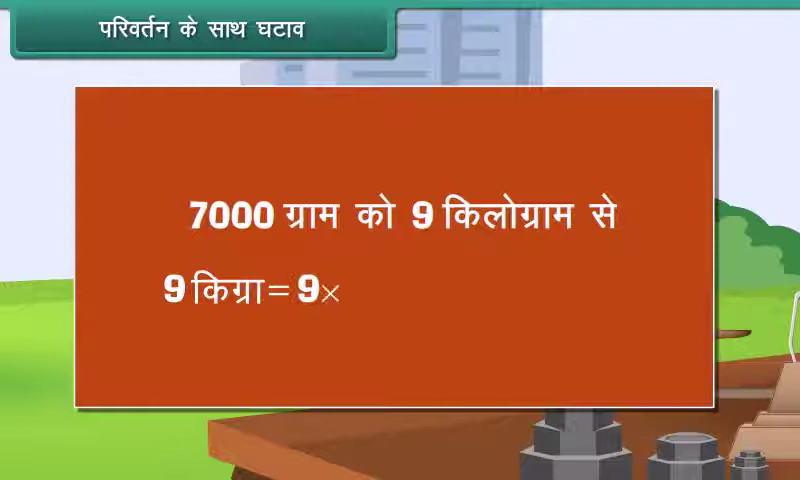 परिवर्तन के साथ घटाव
7000 ग्राम को 9 किलोग्राम से
9 किग्रा= 9×